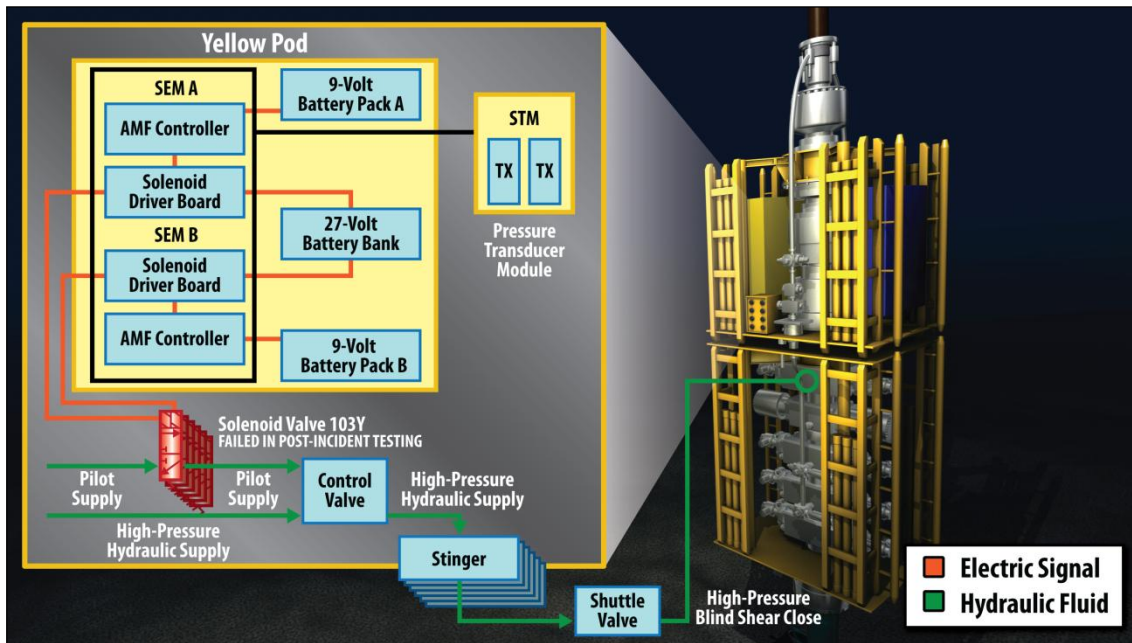 Yellow Pod
SEM A
9-Volt
Battery Pack A
AMF Controller
Solenoid
Driver Board
STM
TX
TX
Pressure
Transducer
Module
27-Volt
Battery Bank
SEM B
Solenoid
Driver Board
AMF Controller
9-Volt
Battery Pack B
Solenoid Valve 103Y
FAILED IN POST-INCIDENT TESTING
Pilot
Supply
Pilot
Supply
Control
Valve
High-Pressure
Hydraulic Supply
High-Pressure
Hydraulic Supply
Stinger
Shuttle
Valve
High-Pressure
Blind Shear Close
Electric Signal
Hydraulic Fluid